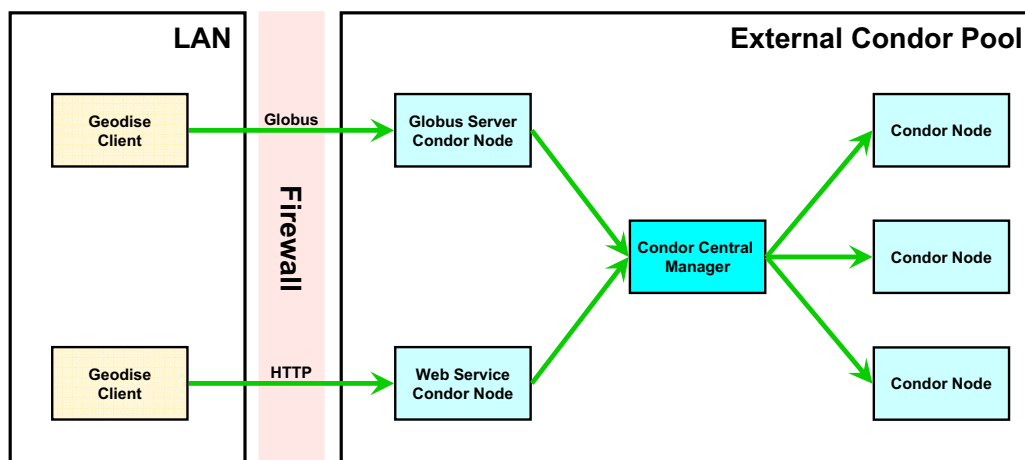 LAN
External Condor Pool
Geodise
Client
Globus
Globus Server
Condor Node
Condor Node
Firewall
Condor Central
Manager
Condor Node
Geodise
Client
HTTP
Web Service
Condor Node
Condor Node